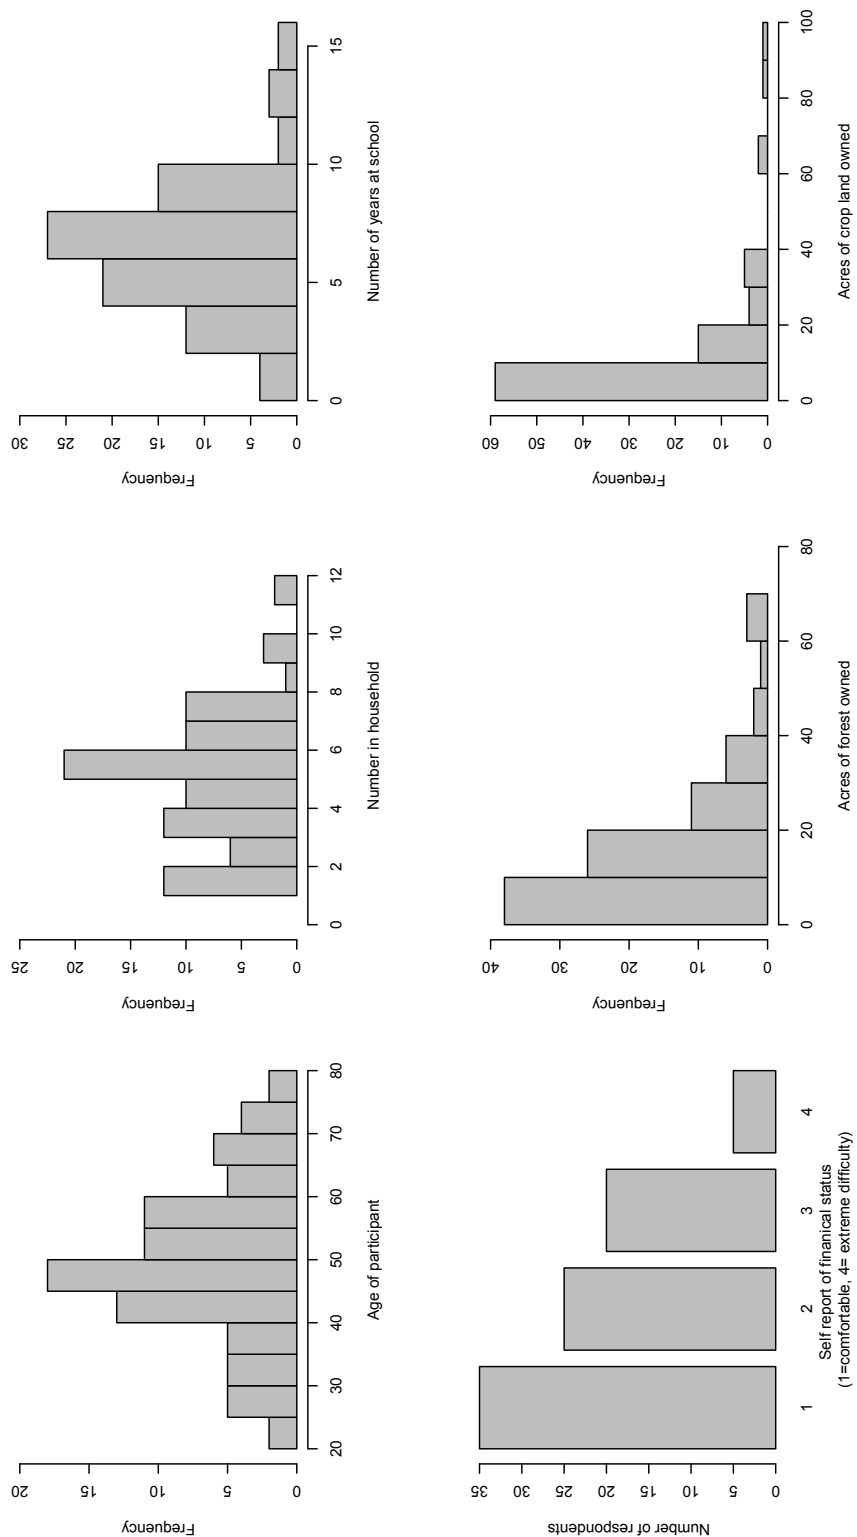 Frequency
20
15
10
5
0
20 30 40 50 60 70 80
Age of participant
Frequency
25
20
15
10
5
0
0 2 4 6 8 10 12
Number in household
Frequency
30
25
20
15
10
5
0
0 5 10 15
Number of years at school
Number of respondents
35
30
25
20
15
10
5
0
1 2 3 4
Self report of finanical status
(1=comfortable, 4= extreme difficulty)
Frequency
40
30
20
10
0
0 20 40 60 80
Acres of forest owned
Frequency
60
50
40
30
20
10
0
0 20 40 60 80 100
Acres of crop land owned